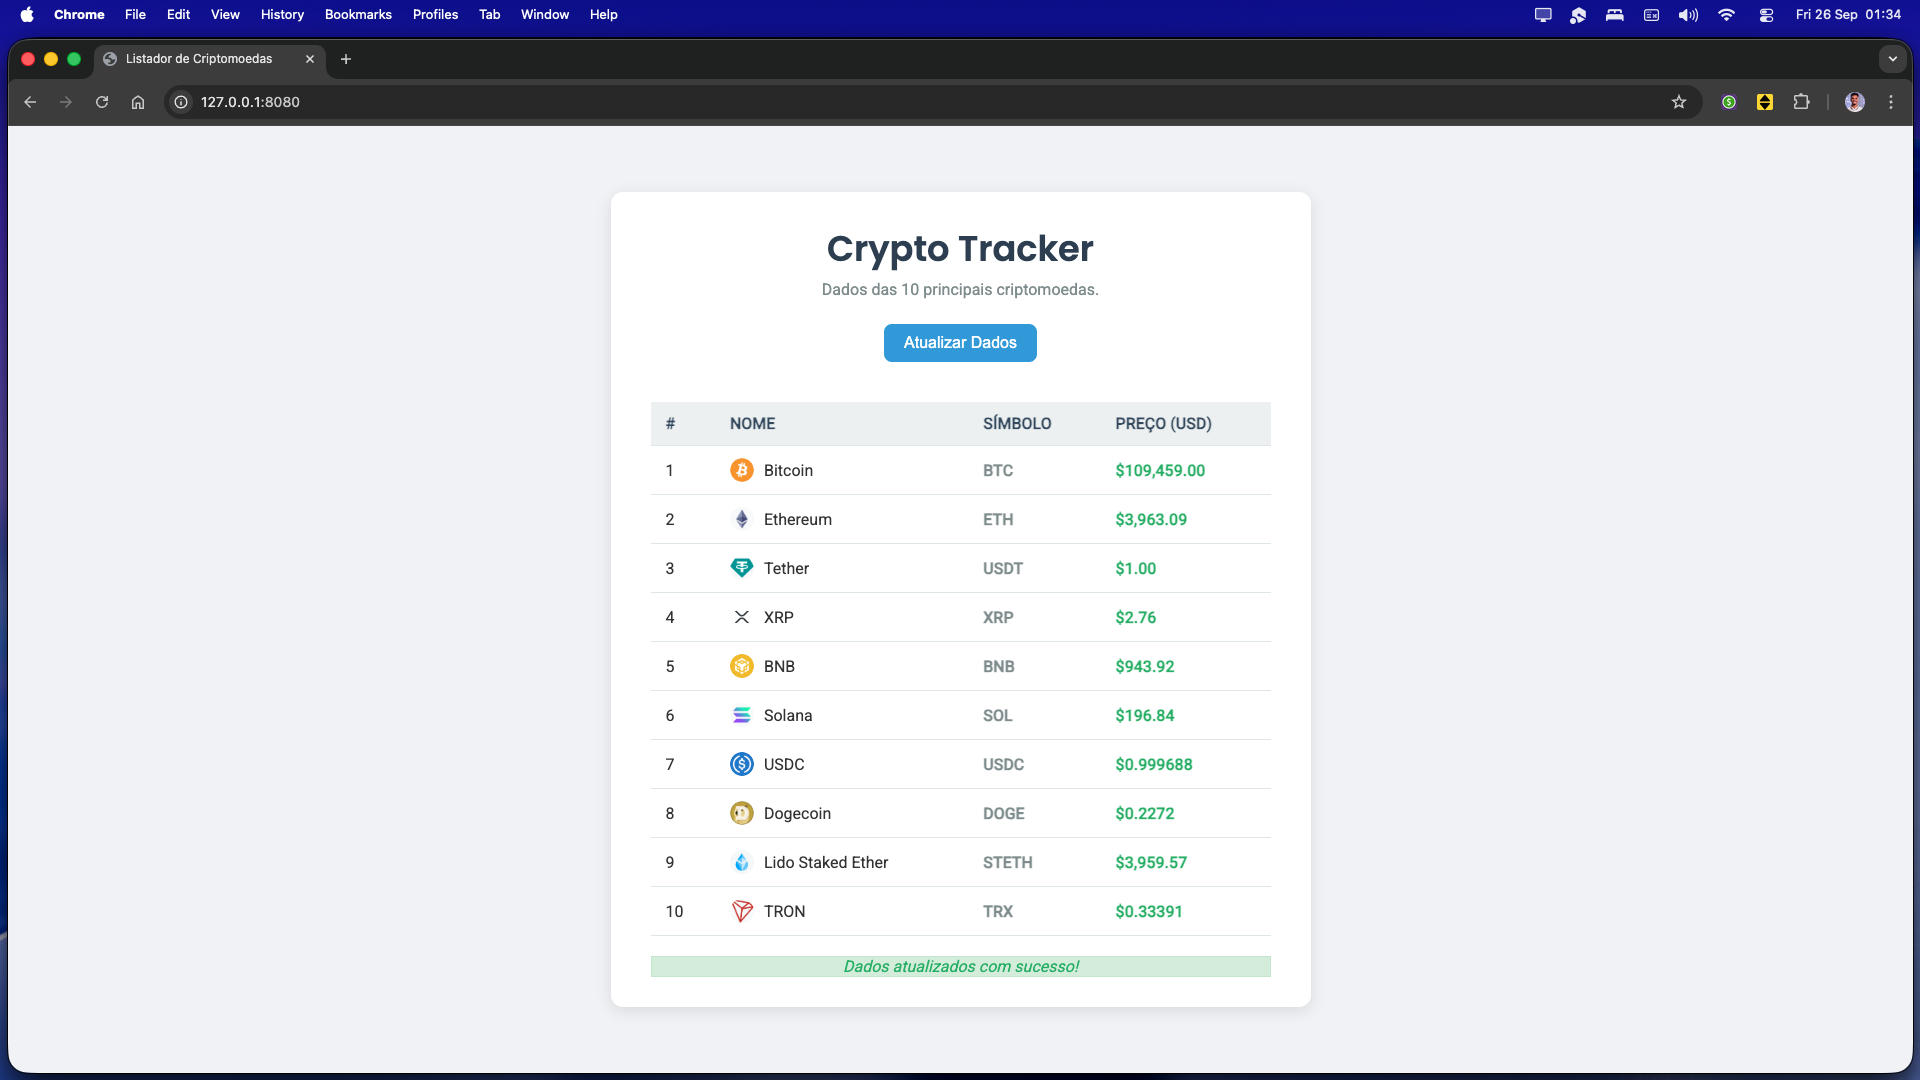 Chrome File Edit View History Bookmarks Profiles Tab Window Help Fri 26 Sep 01:34
Listador de Criptomoedas
127.0.0.1:8080
Crypto Tracker
Dados das 10 principais criptomoedas.
Atualizar Dados
# NOME SÍMBOLO PREÇO (USD)
1 Bitcoin BTC $109,459.00
2 Ethereum ETH $3,963.09
3 Tether USDT $1.00
4 XRP XRP $2.76
5 BNB BNB $943.92
6 Solana SOL $196.84
7 USDC USDC $0.999688
8 Dogecoin DOGE $0.2272
9 Lido Staked Ether STETH $3,959.57
10 TRON TRX $0.33391
Dados atualizados com sucesso!